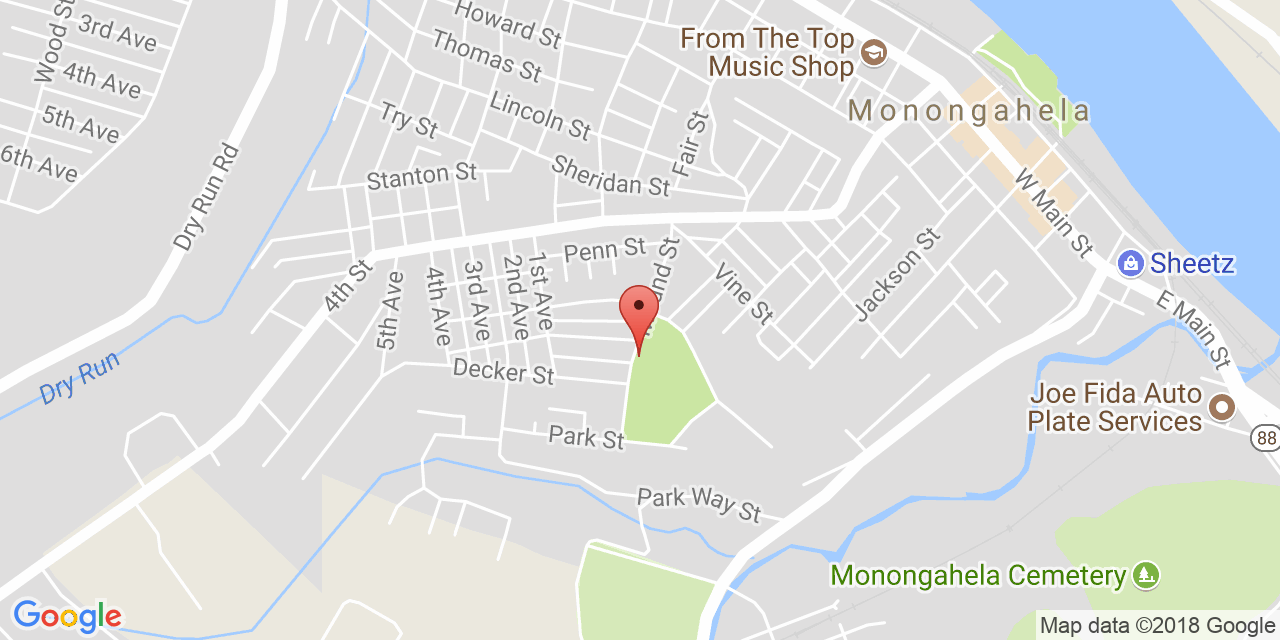 Wood St
3rd Ave
4th Ave
5th Ave
6th Ave
Dry Run Rd
Howard St
Thomas St
Lincoln St
Try St
Sheridan St
Stanton St
Fair St
From The Top
Music Shop
Monongahela
W Main St
Sheetz
E Main St
Jackson St
Vine St
Penn St
4th St
5th Ave
4th Ave
3rd Ave
2nd Ave
1st Ave
Decker St
Dry Run
Park St
Park Way St
Joe Fida Auto
Plate Services
88
Monongahela Cemetery
Google
Map data ©2018 Google